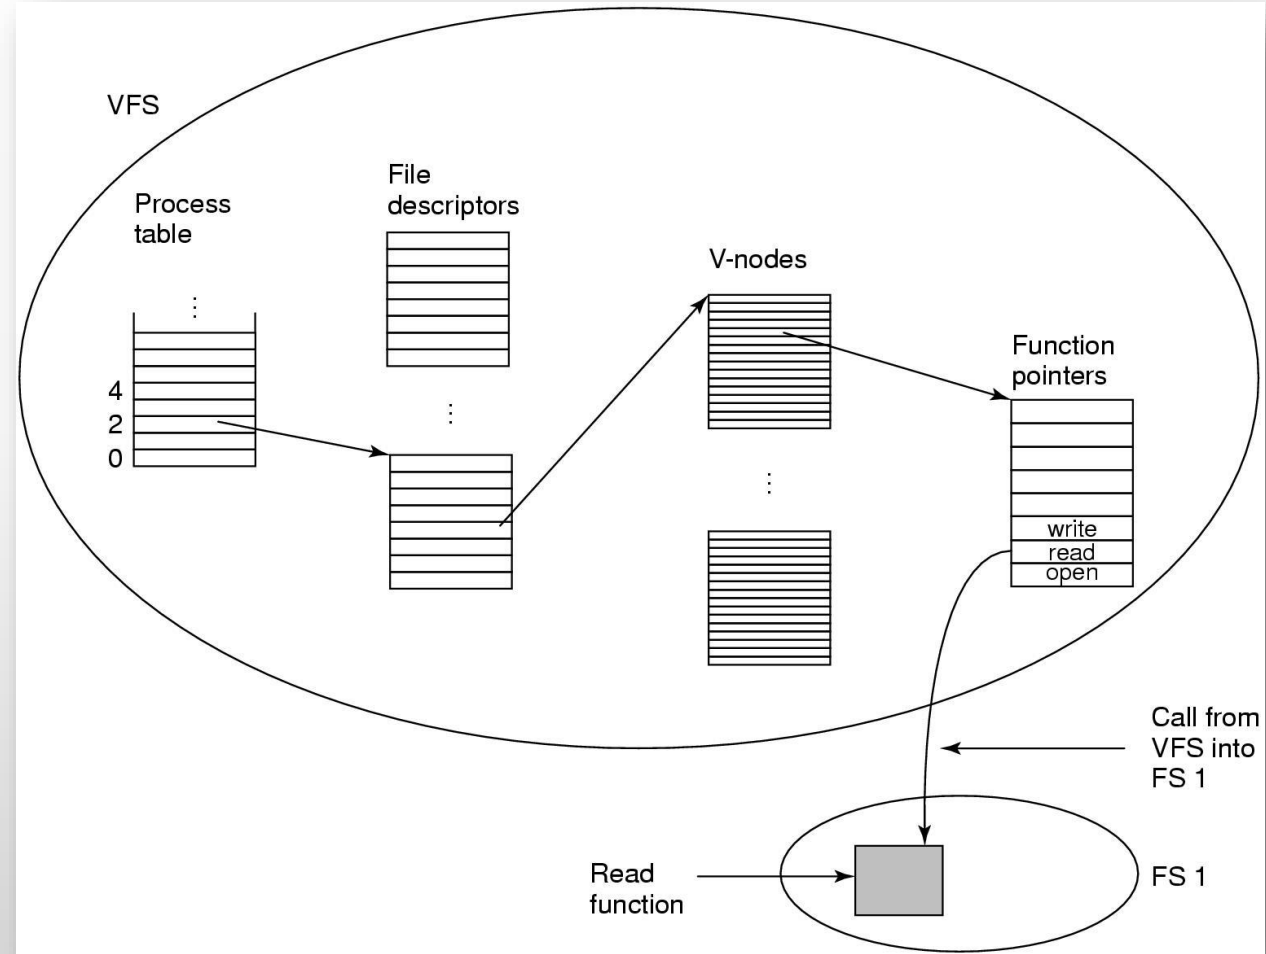 VFS
Process
table
⋮
4
2
0
File
descriptors
⋮
V-nodes
⋮
Function
pointers
write
read
open
Call from
VFS into
FS 1
Read
function
FS 1